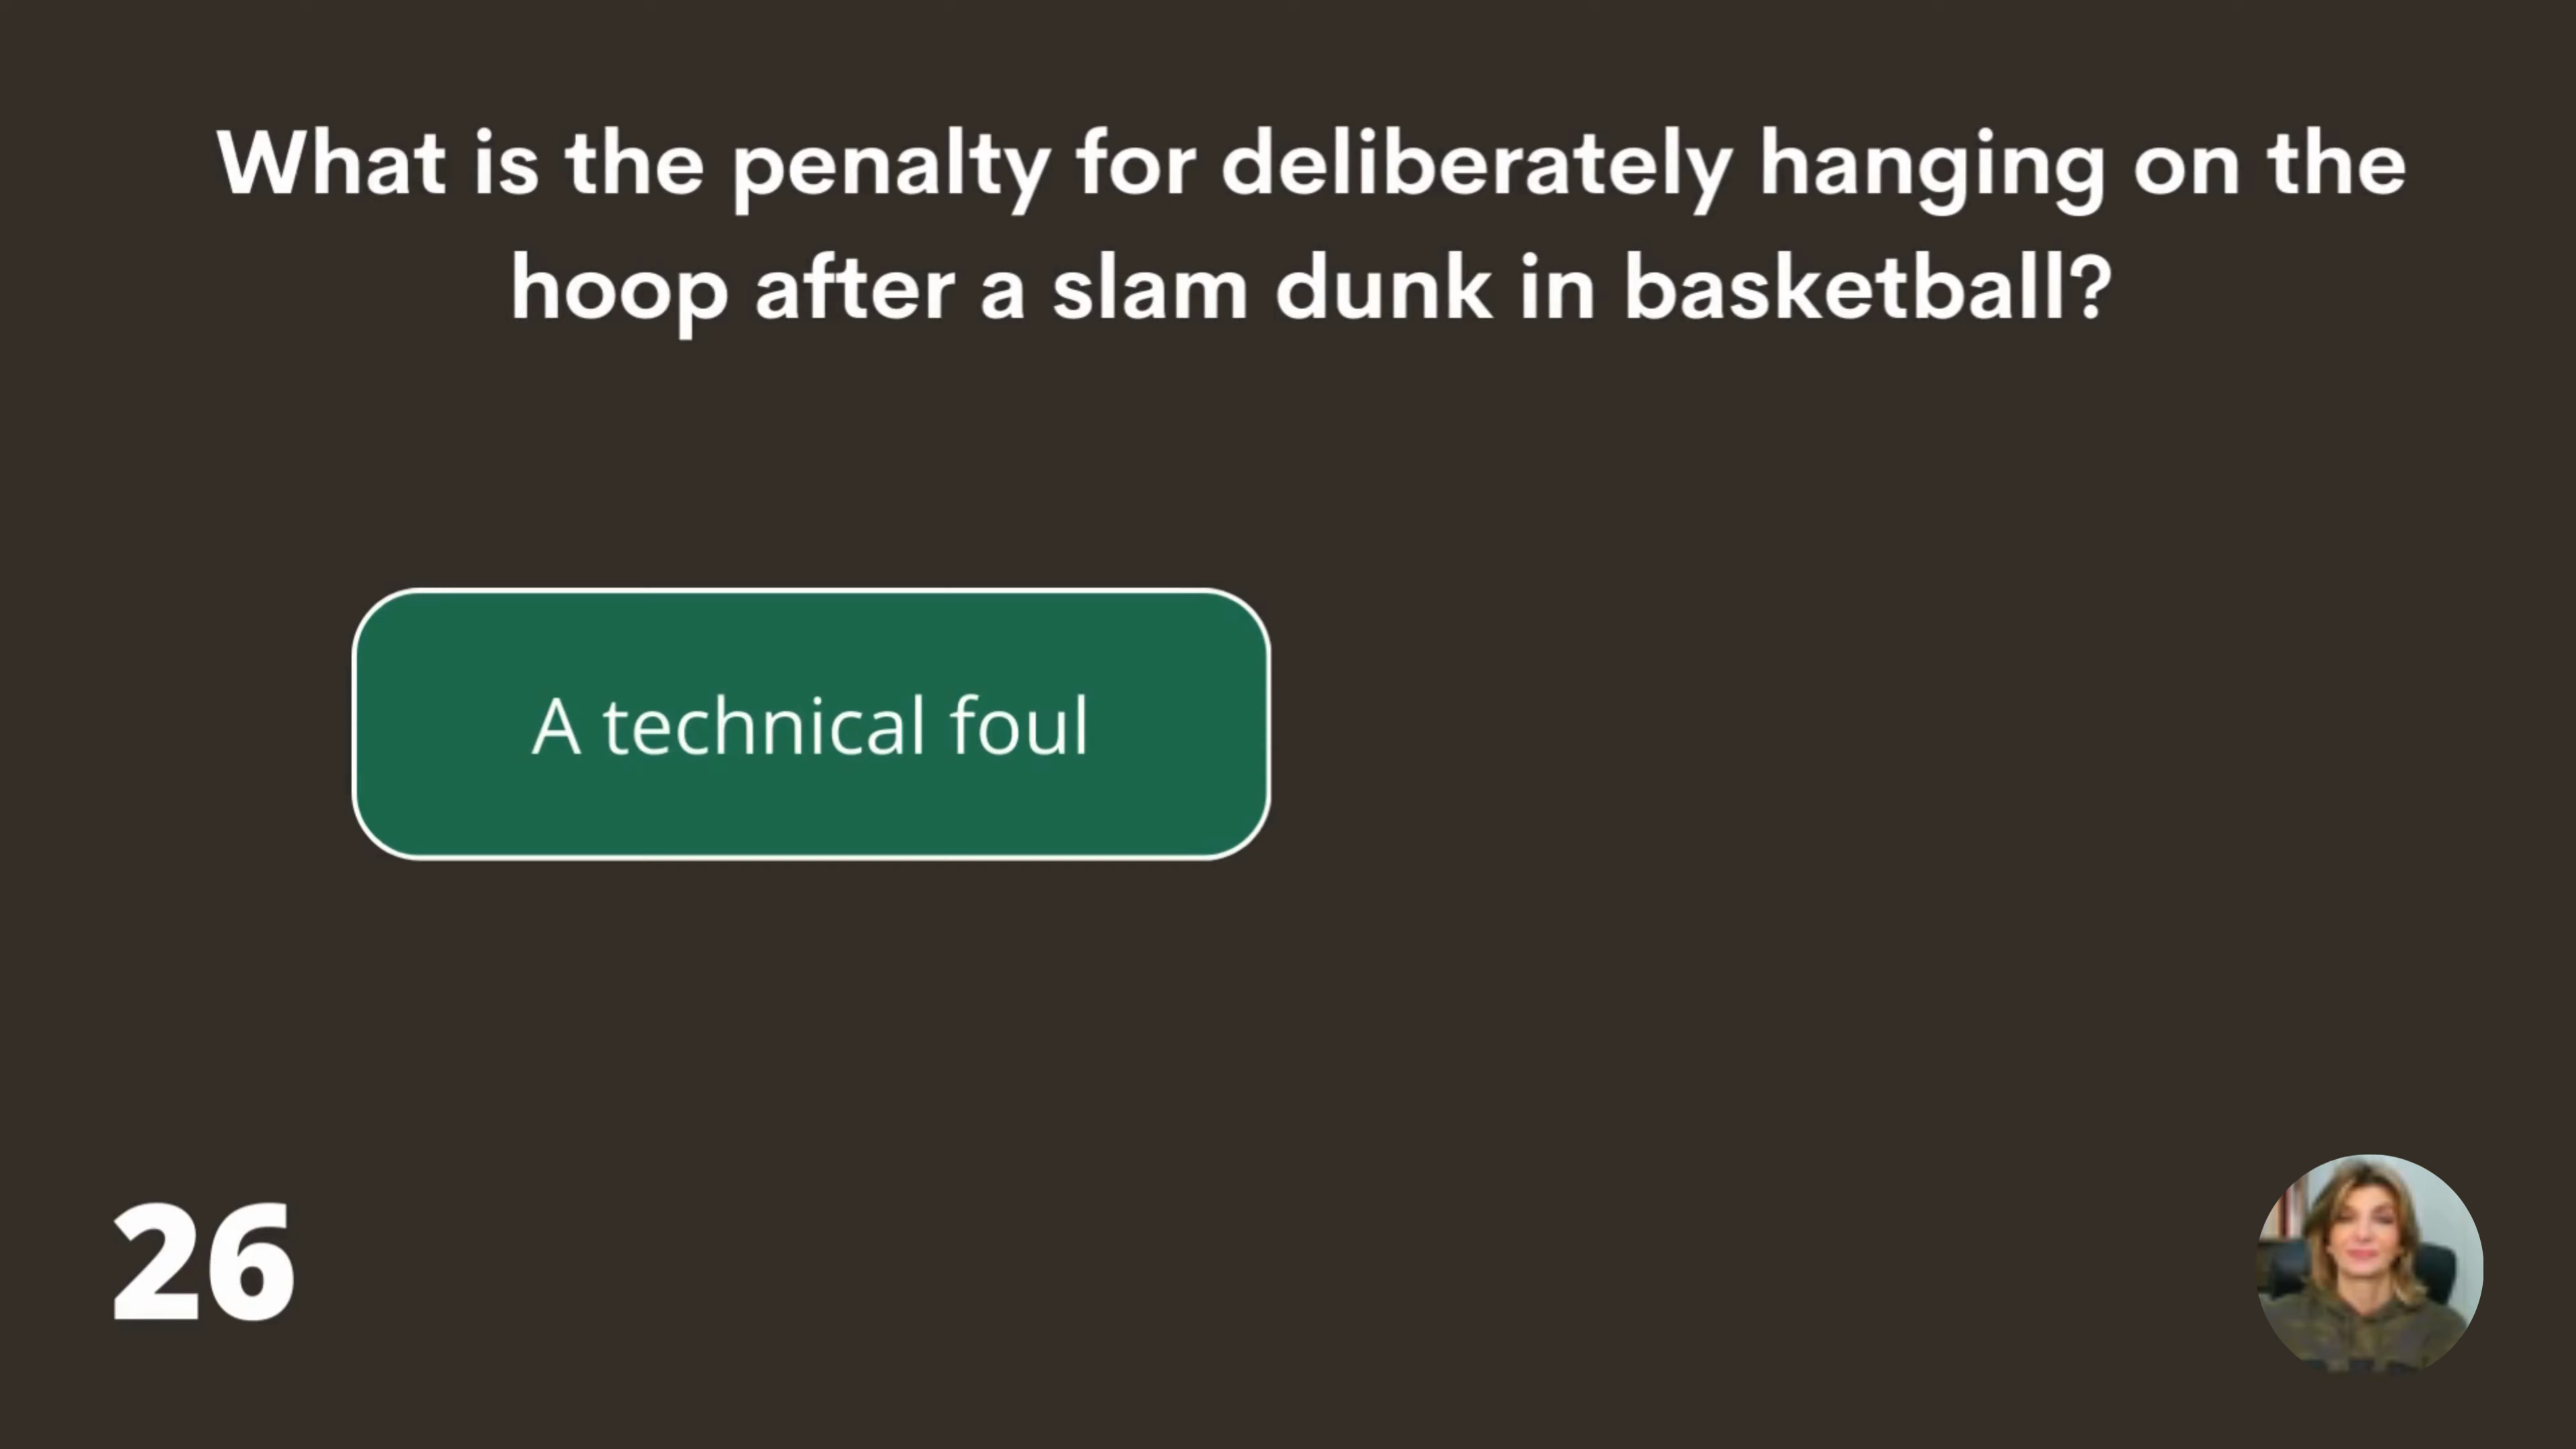 What is the penalty for deliberately hanging on the
hoop after a slam dunk in basketball?
A technical foul
26